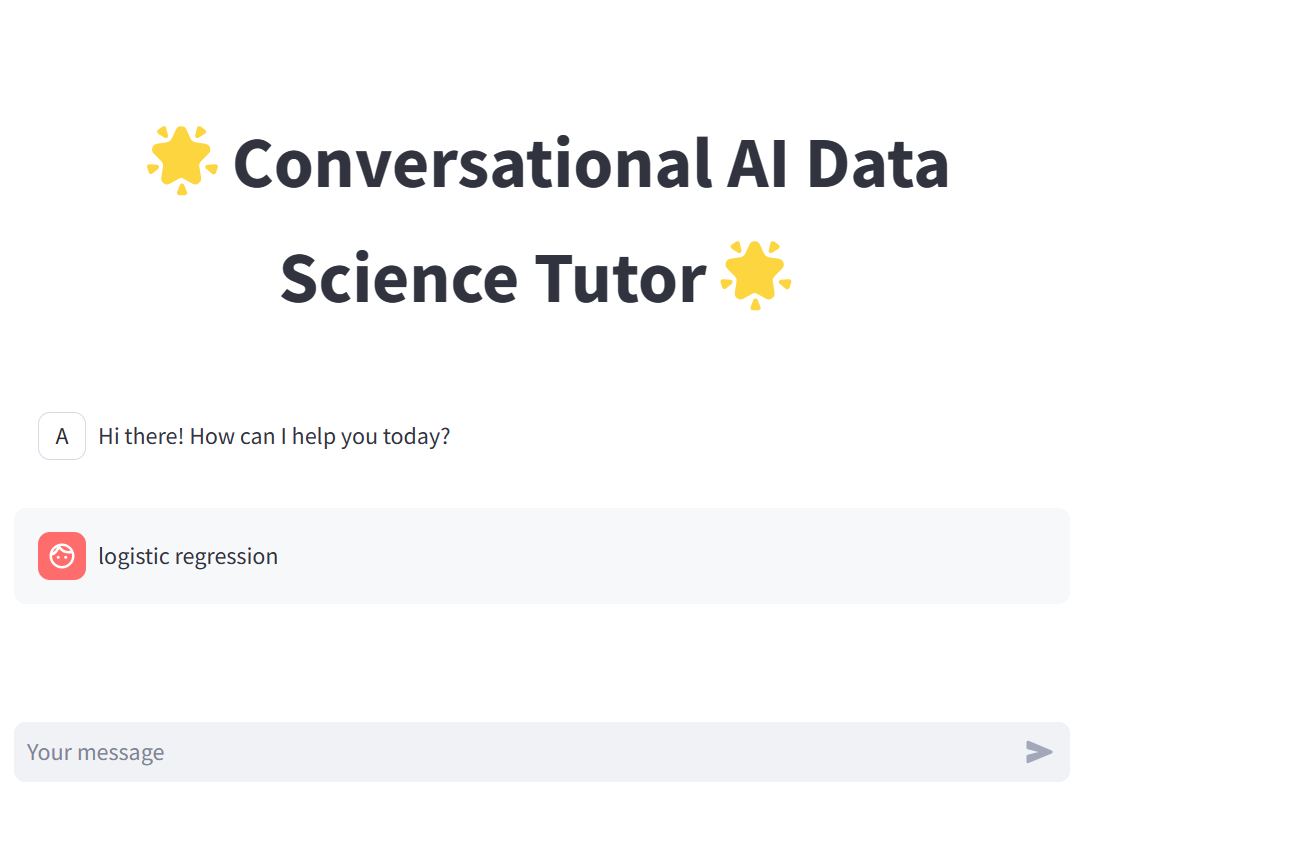 🌟 Conversational AI Data
Science Tutor 🌟
A
Hi there! How can I help you today?
logistic regression
Your message